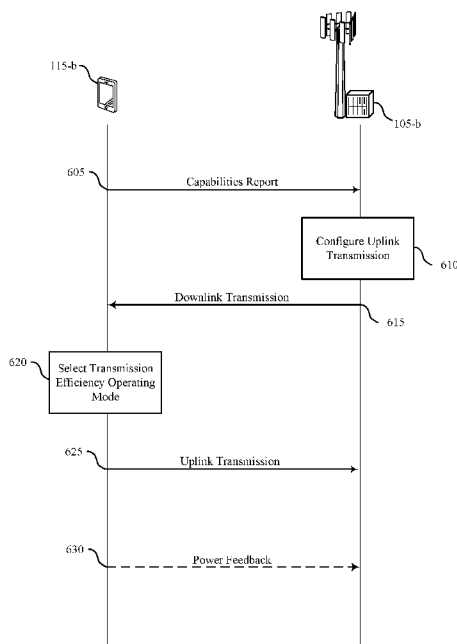 115-b
105-b
605
Capabilities Report
Configure Uplink
Transmission
610
Downlink Transmission
615
620
Select Transmission
Efficiency Operating
Mode
625
Uplink Transmission
630
Power Feedback